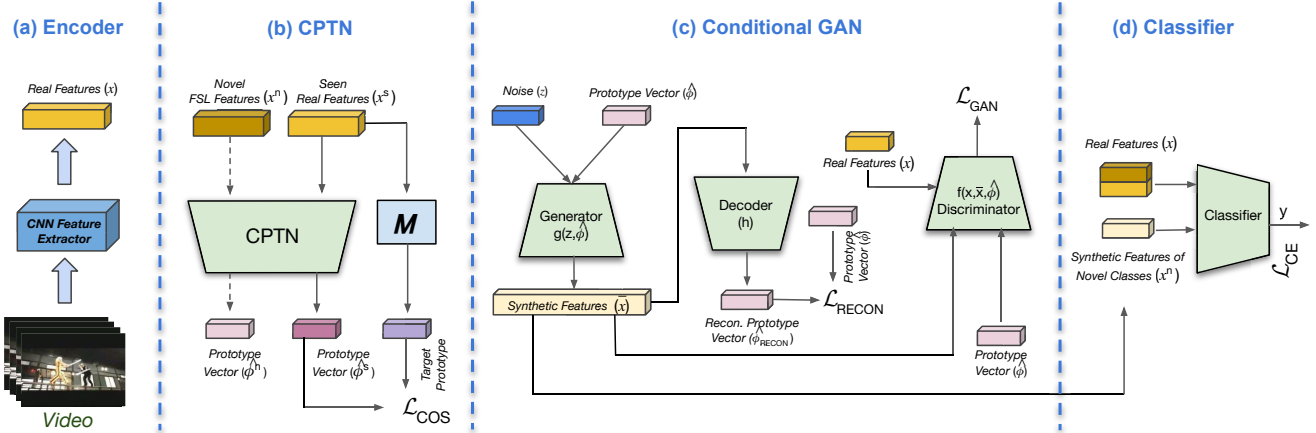 (a) Encoder
Real Features (x)
CNN Feature
Extractor
Video
(b) CPTN
Novel
FSL Features (xⁿ)
Seen
Real Features (xˢ)
CPTN
M
Prototype
Vector (ϕ̂ⁿ)
Prototype
Vector (ϕ̂ˢ)
Target
Prototype
ℒCOS
(c) Conditional GAN
Noise (z)
Prototype Vector (ϕ̂)
Generator
g(z,ϕ̂)
Synthetic Features (x̅)
Decoder
(h)
Recon. Prototype
Vector (ϕ̂RECON)
Prototype
Vector (ϕ̂)
ℒRECON
Real Features (x)
ℒGAN
f(x,x̅,ϕ̂)
Discriminator
Prototype
Vector (ϕ̂)
(d) Classifier
Real Features (x)
Synthetic Features of
Novel Classes (xⁿ)
Classifier
y
ℒCE